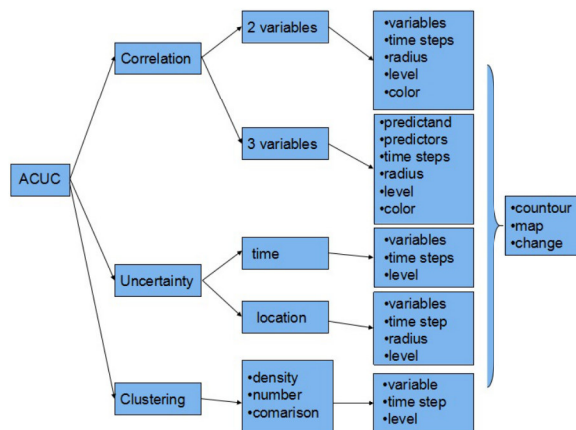 ACUC
Correlation
2 variables
•variables
•time steps
•radius
•level
•color
3 variables
•predictand
•predictors
•time steps
•radius
•level
•color
Uncertainty
time
•variables
•time steps
•level
location
•variables
•time step
•radius
•level
Clustering
•density
•number
•comarison
•variable
•time step
•level
•countour
•map
•change